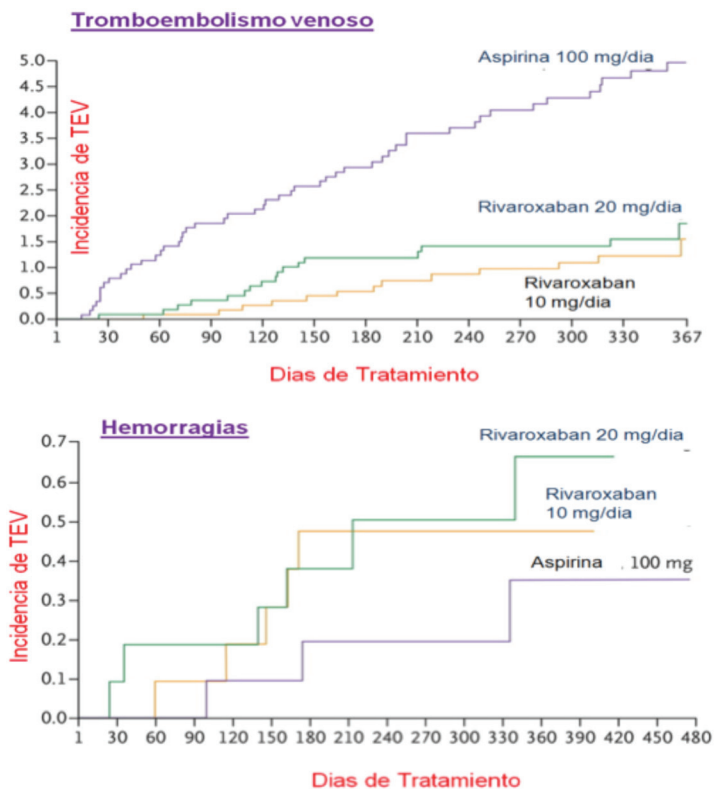 Tromboembolismo venoso
Aspirina 100 mg/dia
5.0
4.5
4.0
3.5
3.0
2.5
2.0
1.5
1.0
0.5
0.0
Incidencia de TEV
Rivaroxaban 20 mg/dia
Rivaroxaban
10 mg/dia
1 30 60 90 120 150 180 210 240 270 300 330 367
Dias de Tratamiento
Hemorragias
Rivaroxaban 20 mg/dia
0.7
0.6
0.5
0.4
0.3
0.2
0.1
0.0
Incidencia de TEV
Rivaroxaban
10 mg/dia
Aspirina . 100 mg
1 30 60 90 120 150 180 210 240 270 300 330 360 390 420 450 480
Dias de Tratamiento